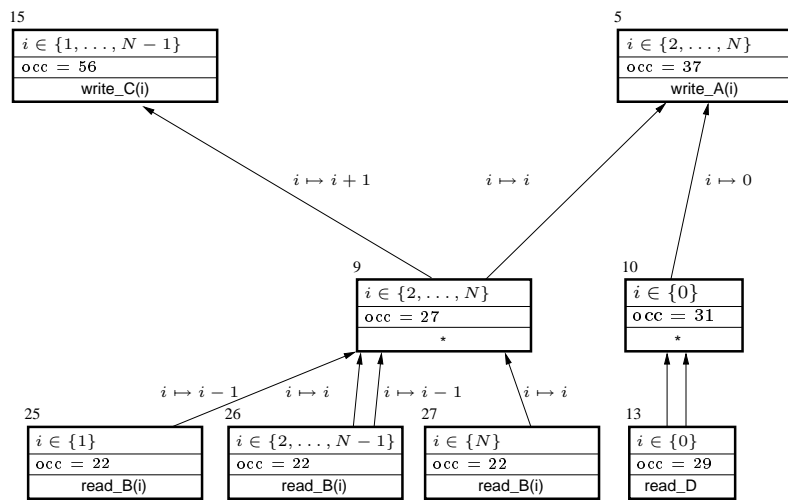 15
i ∈ {1, . . . , N − 1}
occ = 56
write_C(i)
5
i ∈ {2, . . . , N}
occ = 37
write_A(i)
i ↦ i + 1
i ↦ i
i ↦ 0
9
i ∈ {2, . . . , N}
occ = 27
*
10
i ∈ {0}
occ = 31
*
i ↦ i − 1
i ↦ i
i ↦ i − 1
i ↦ i
25
i ∈ {1}
occ = 22
read_B(i)
26
i ∈ {2, . . . , N − 1}
occ = 22
read_B(i)
27
i ∈ {N}
occ = 22
read_B(i)
13
i ∈ {0}
occ = 29
read_D